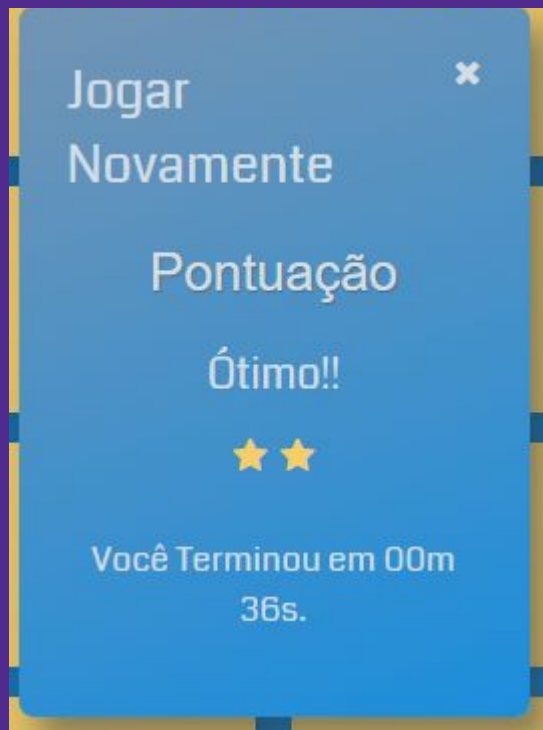 Jogar
Novamente
Pontuação
Ótimo!!
Você Terminou em 00m
36s.